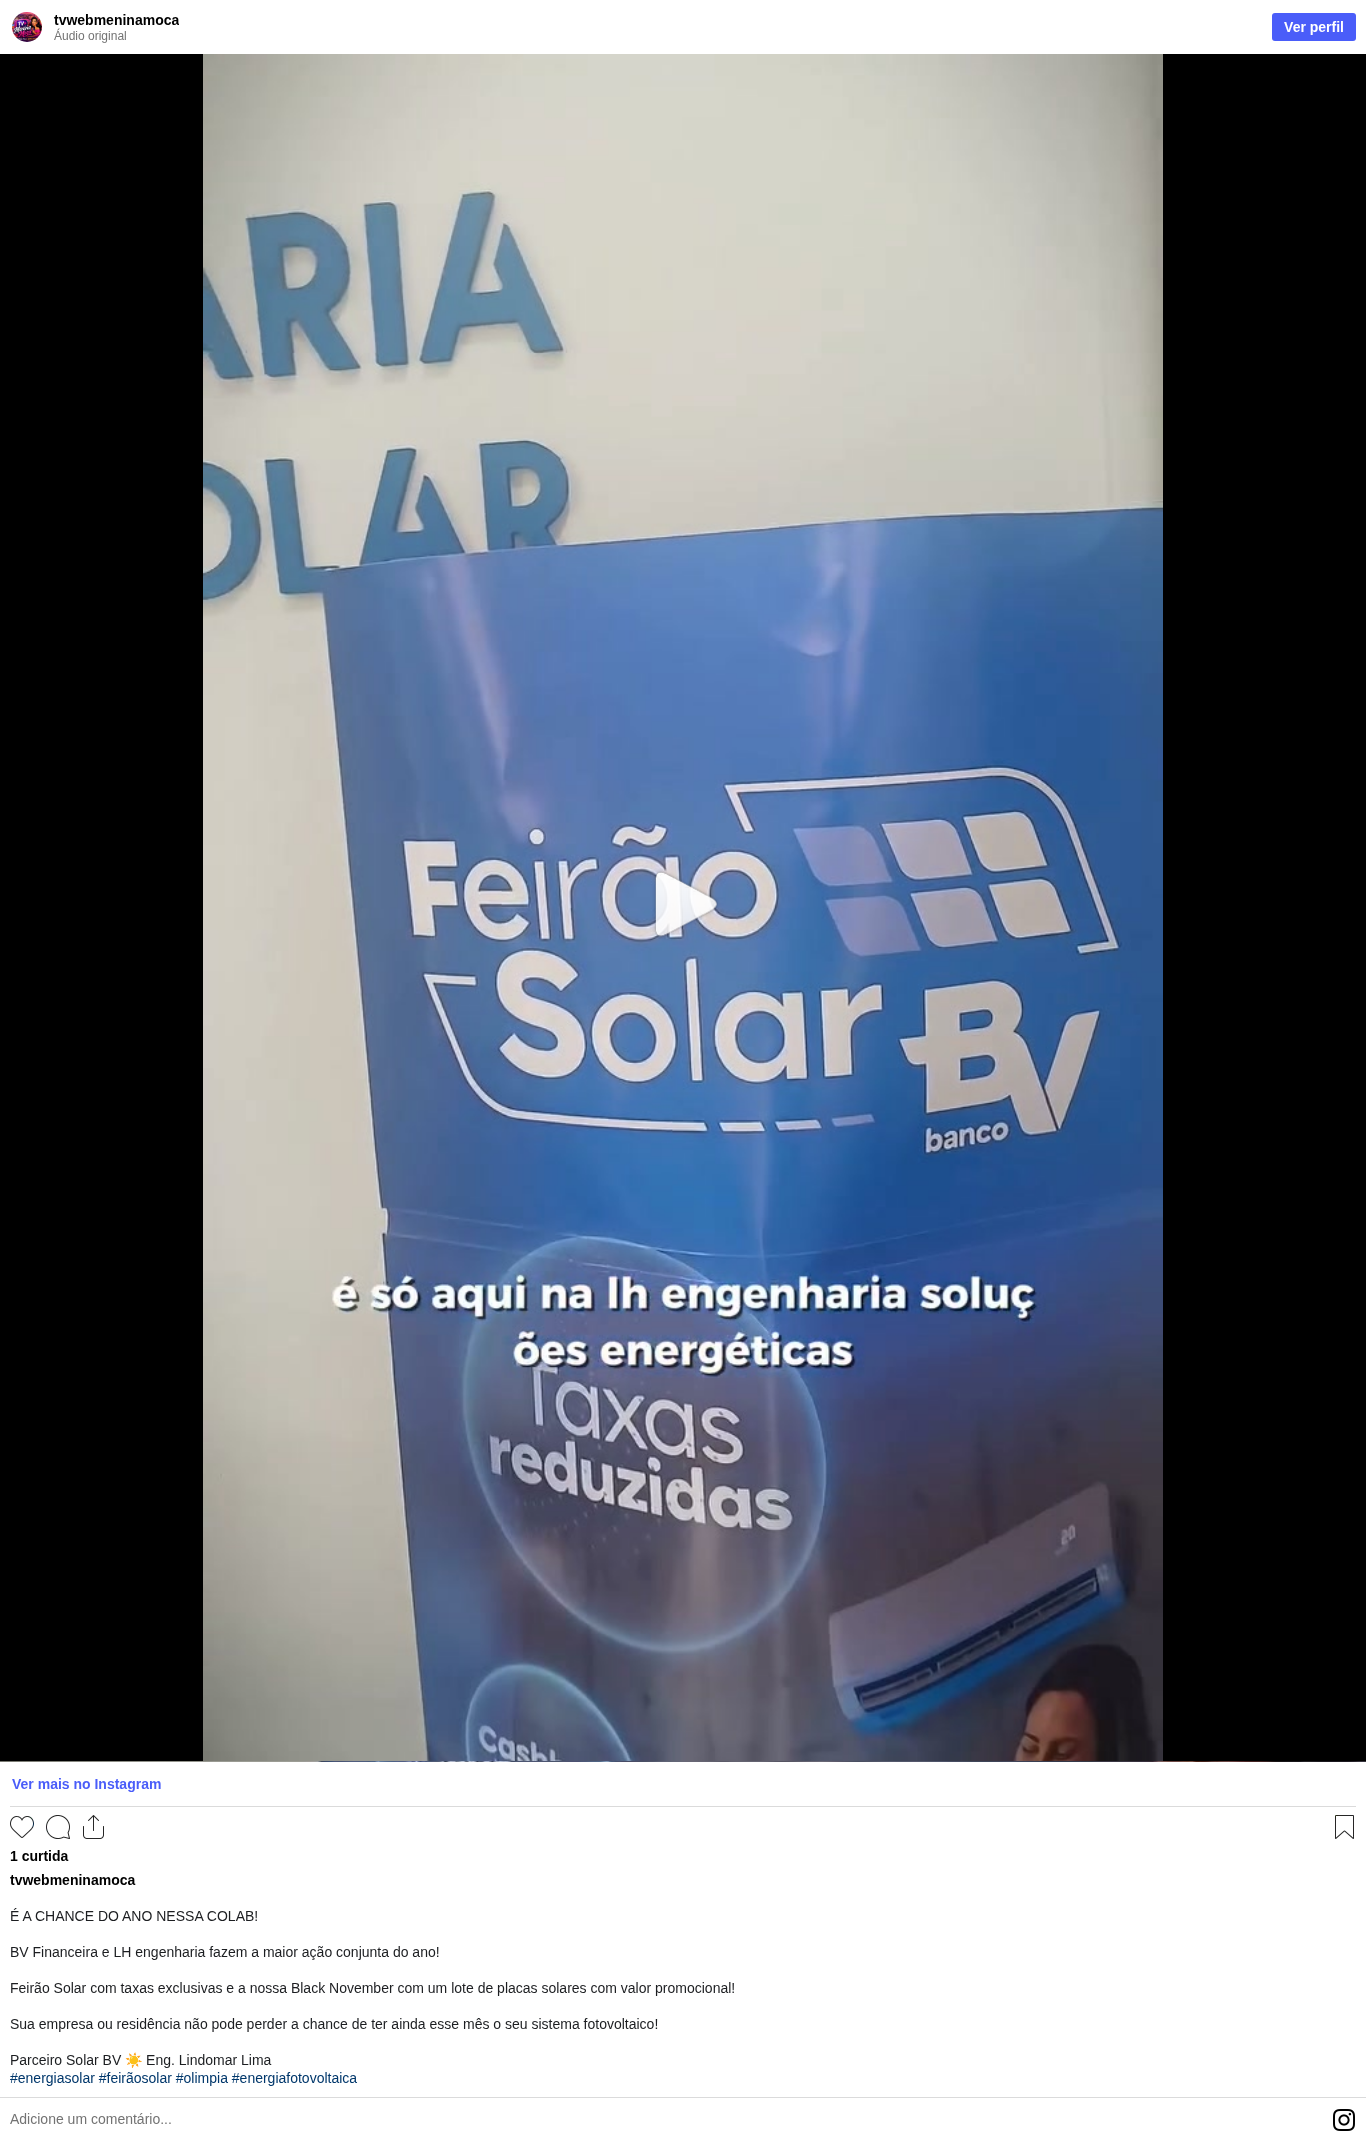 tvwebmeninamoca
Áudio original
Ver perfil
ARIA
OLAR
Feirão
Solar
BV
banco
é só aqui na lh engenharia soluç
ões energéticas
Taxas
reduzidas
Ver mais no Instagram
1 curtida
tvwebmeninamoca
É A CHANCE DO ANO NESSA COLAB!
BV Financeira e LH engenharia fazem a maior ação conjunta do ano!
Feirão Solar com taxas exclusivas e a nossa Black November com um lote de placas solares com valor promocional!
Sua empresa ou residência não pode perder a chance de ter ainda esse mês o seu sistema fotovoltaico!
Parceiro Solar BV ☀️ Eng. Lindomar Lima
#energiasolar #feirãosolar #olimpia #energiafotovoltaica
Adicione um comentário...